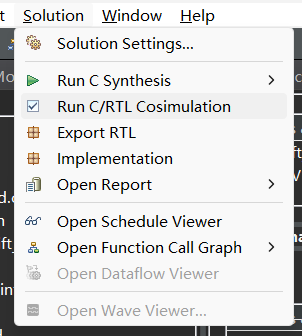 Solution Window Help
Solution Settings...
Run C Synthesis
Run C/RTL Cosimulation
Export RTL
Implementation
Open Report
Open Schedule Viewer
Open Function Call Graph
Open Dataflow Viewer
Open Wave Viewer...